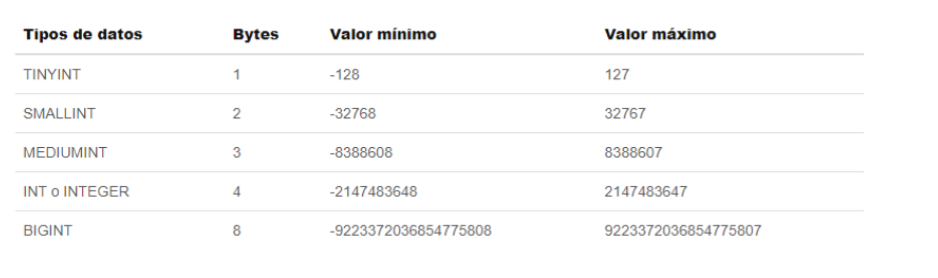 Tipos de datos Bytes Valor mínimo Valor máximo
TINYINT 1 -128 127
SMALLINT 2 -32768 32767
MEDIUMINT 3 -8388608 8388607
INT o INTEGER 4 -2147483648 2147483647
BIGINT 8 -9223372036854775808 9223372036854775807